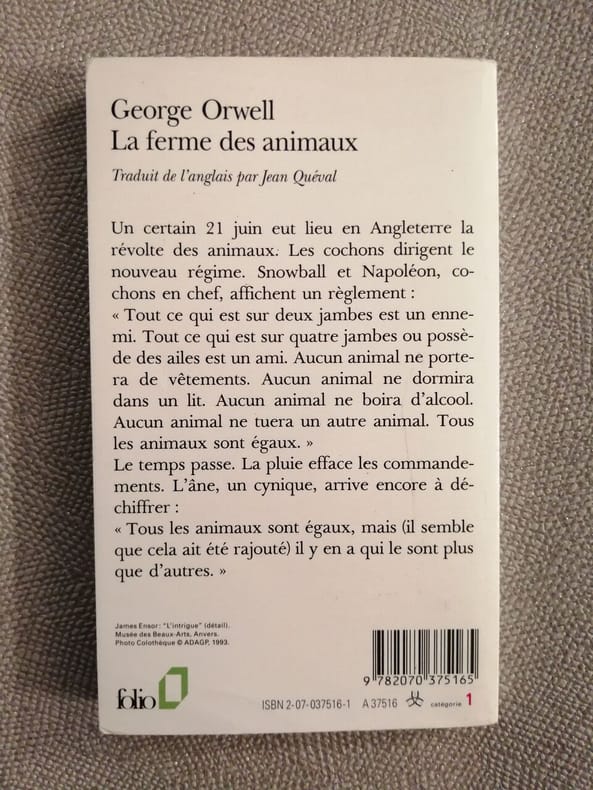 George Orwell
La ferme des animaux
Traduit de l'anglais par Jean Quéval
Un certain 21 juin eut lieu en Angleterre la
révolte des animaux. Les cochons dirigent le
nouveau régime. Snowball et Napoléon, co-
chons en chef, affichent un règlement :
« Tout ce qui est sur deux jambes est un enne-
mi. Tout ce qui est sur quatre jambes ou possè-
de des ailes est un ami. Aucun animal ne porte-
ra de vêtements. Aucun animal ne dormira
dans un lit. Aucun animal ne boira d'alcool.
Aucun animal ne tuera un autre animal. Tous
les animaux sont égaux. »
Le temps passe. La pluie efface les commande-
ments. L'âne, un cynique, arrive encore à dé-
chiffrer :
« Tous les animaux sont égaux, mais (il semble
que cela ait été rajouté) il y en a qui le sont plus
que d'autres. »
James Ensor : "L'intrigue" (détail).
Musée des Beaux-Arts, Anvers.
Photo Colothèque © ADAGP, 1993.
9 782070 375165
folio
ISBN 2-07-037516-1 A 37516 catégorie 1